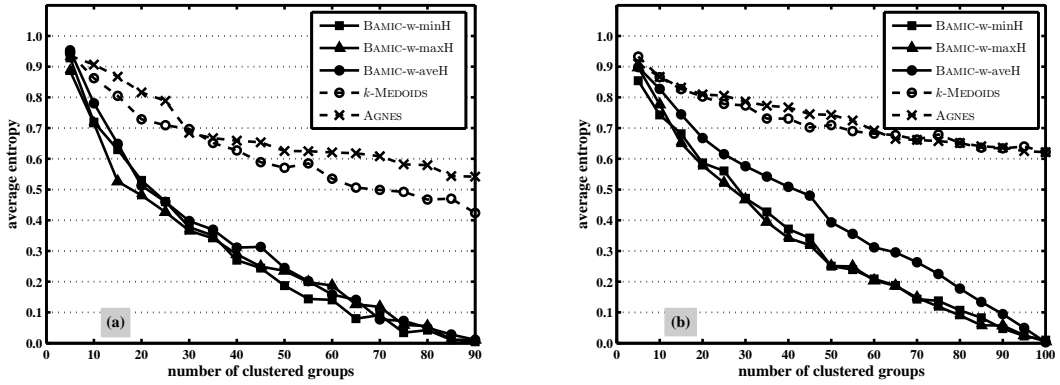 1.0
0.9
0.8
0.7
0.6
0.5
0.4
0.3
0.2
0.1
0.0
average entropy
BAMIC-w-minH
BAMIC-w-maxH
BAMIC-w-aveH
k-MEDOIDS
AGNES
(a)
0 10 20 30 40 50 60 70 80 90
number of clustered groups
1.0
0.9
0.8
0.7
0.6
0.5
0.4
0.3
0.2
0.1
0.0
average entropy
BAMIC-w-minH
BAMIC-w-maxH
BAMIC-w-aveH
k-MEDOIDS
AGNES
(b)
0 10 20 30 40 50 60 70 80 90 100
number of clustered groups